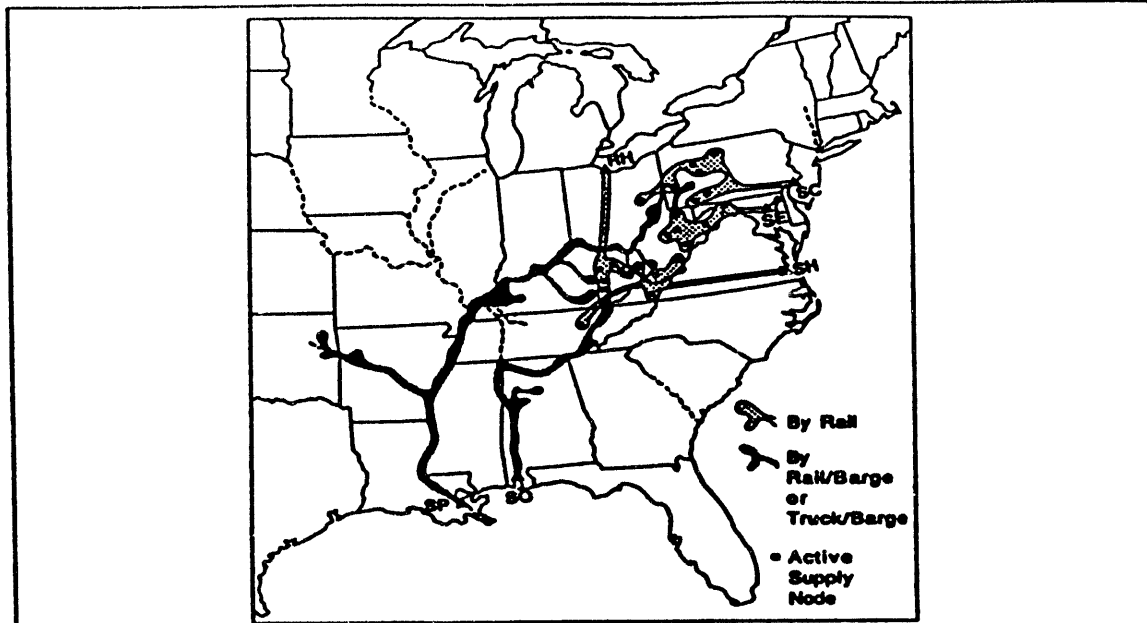 RH
SC
SE
SH
SP
SO
By Rail
By
Rail/Barge
or
Truck/Barge
Active
Supply
Node